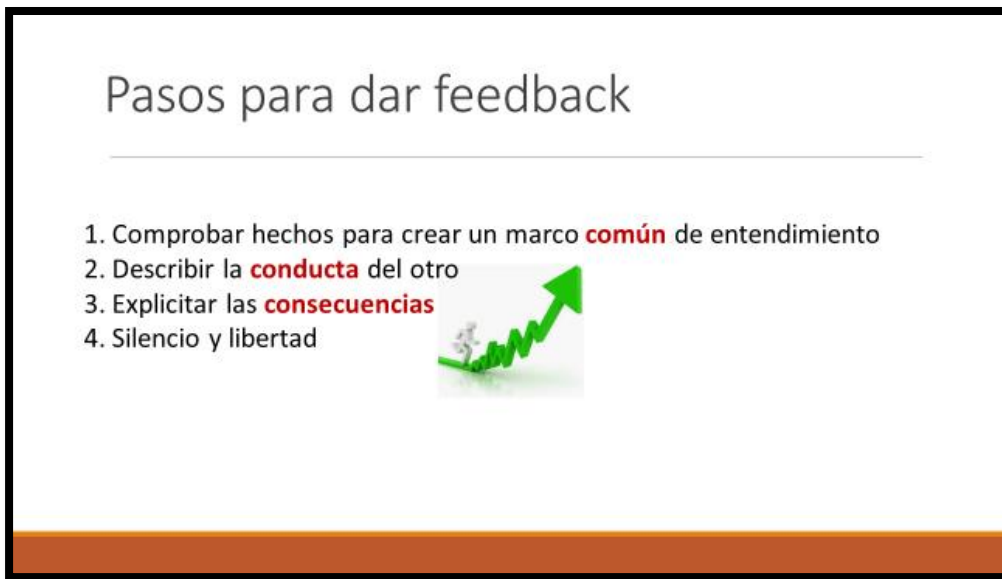 Pasos para dar feedback
1. Comprobar hechos para crear un marco común de entendimiento
2. Describir la conducta del otro
3. Explicitar las consecuencias
4. Silencio y libertad